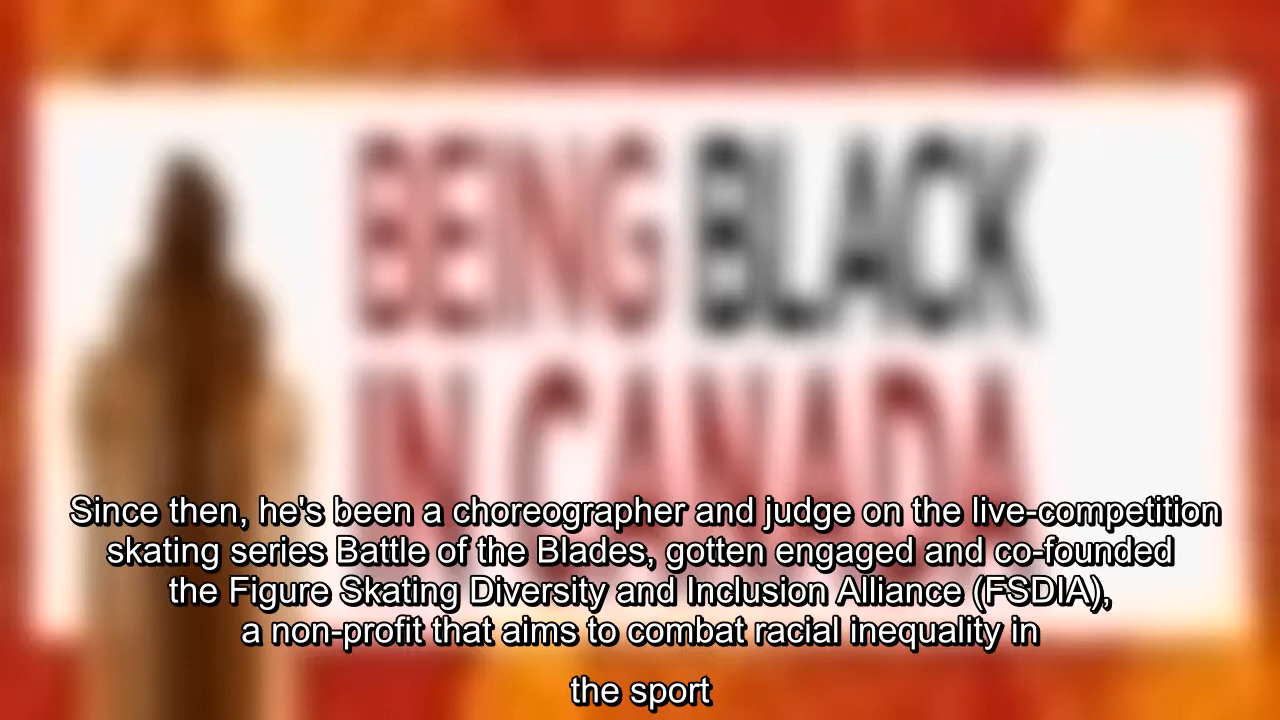 BEING BLACK
IN CANADA
Since then, he's been a choreographer and judge on the live-competition
skating series Battle of the Blades, gotten engaged and co-founded
the Figure Skating Diversity and Inclusion Alliance (FSDIA),
a non-profit that aims to combat racial inequality in
the sport